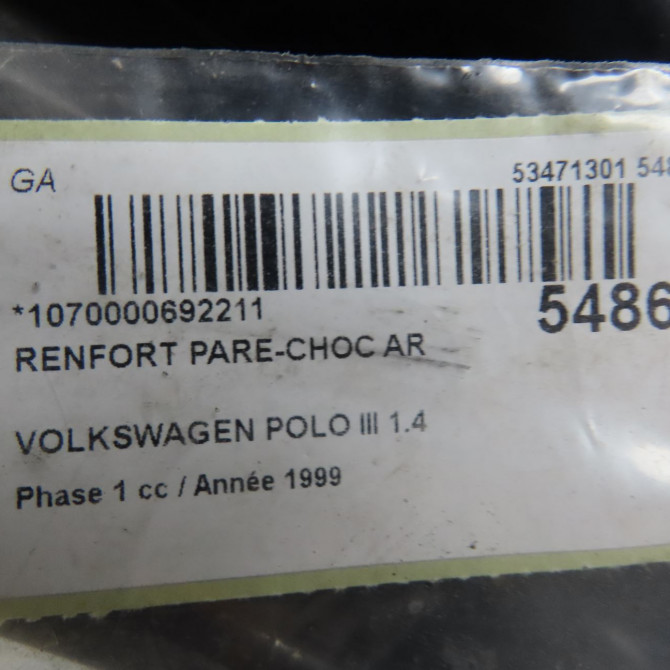 GA
53471301 548
*1070000692211
5486
RENFORT PARE-CHOC AR
VOLKSWAGEN POLO III 1.4
Phase 1 cc / Année 1999